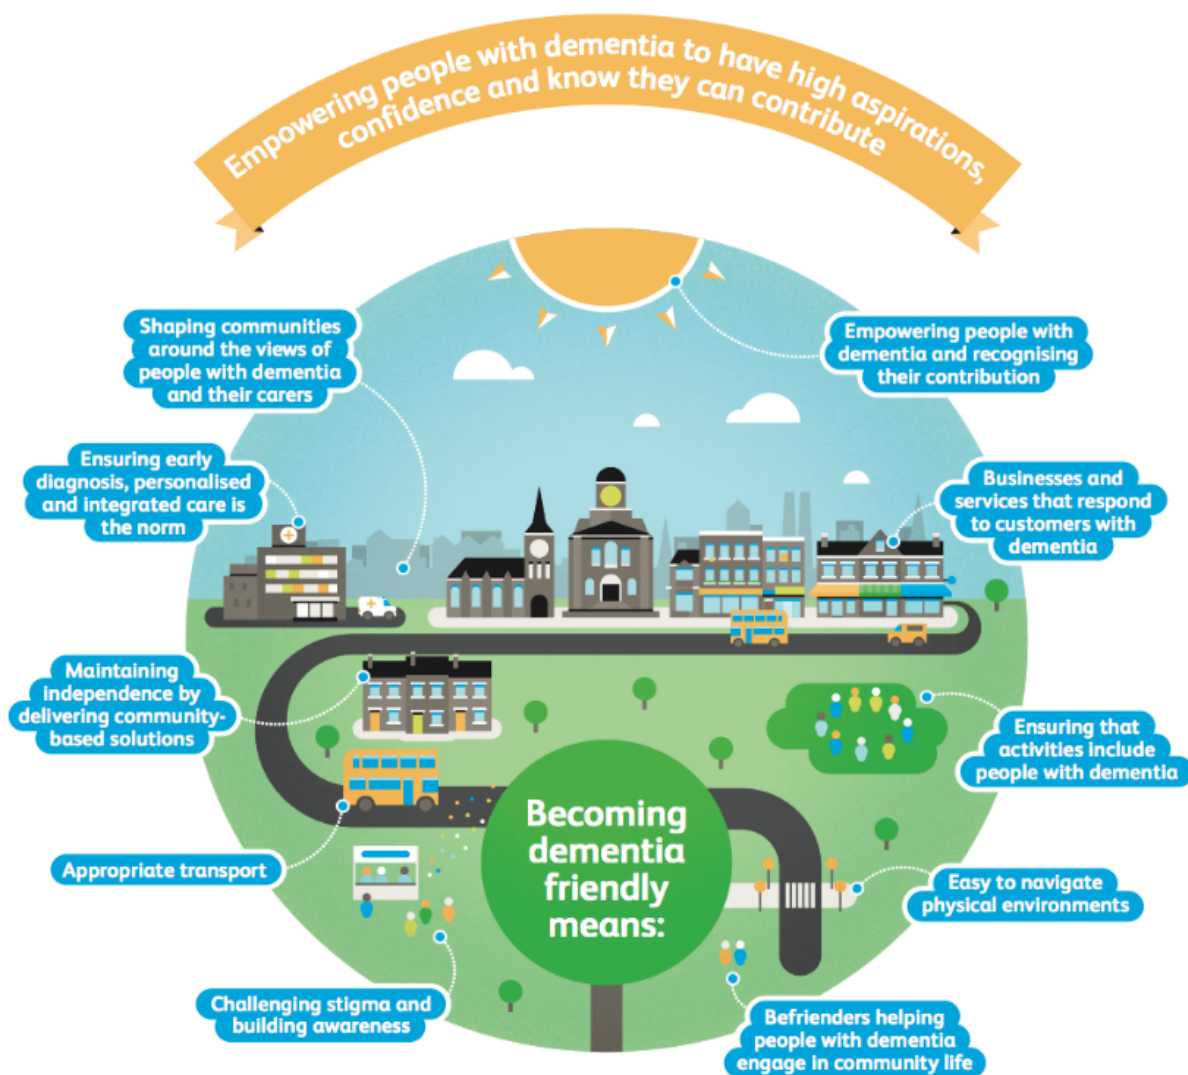 Empowering people with dementia to have high aspirations,
confidence and know they can contribute
Shaping communities
around the views of
people with dementia
and their carers
Empowering people with
dementia and recognising
their contribution
Ensuring early
diagnosis, personalised
and integrated care is
the norm
Businesses and
services that respond
to customers with
dementia
Maintaining
independence by
delivering community-
based solutions
Ensuring that
activities include
people with dementia
Becoming
dementia
friendly
means:
Appropriate transport
Easy to navigate
physical environments
Challenging stigma and
building awareness
Befrienders helping
people with dementia
engage in community life